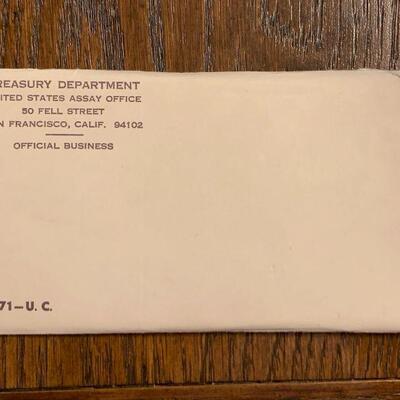 REASURY DEPARTMENT
ITED STATES ASSAY OFFICE
50 FELL STREET
N FRANCISCO, CALIF. 94102
OFFICIAL BUSINESS
71-U. C.